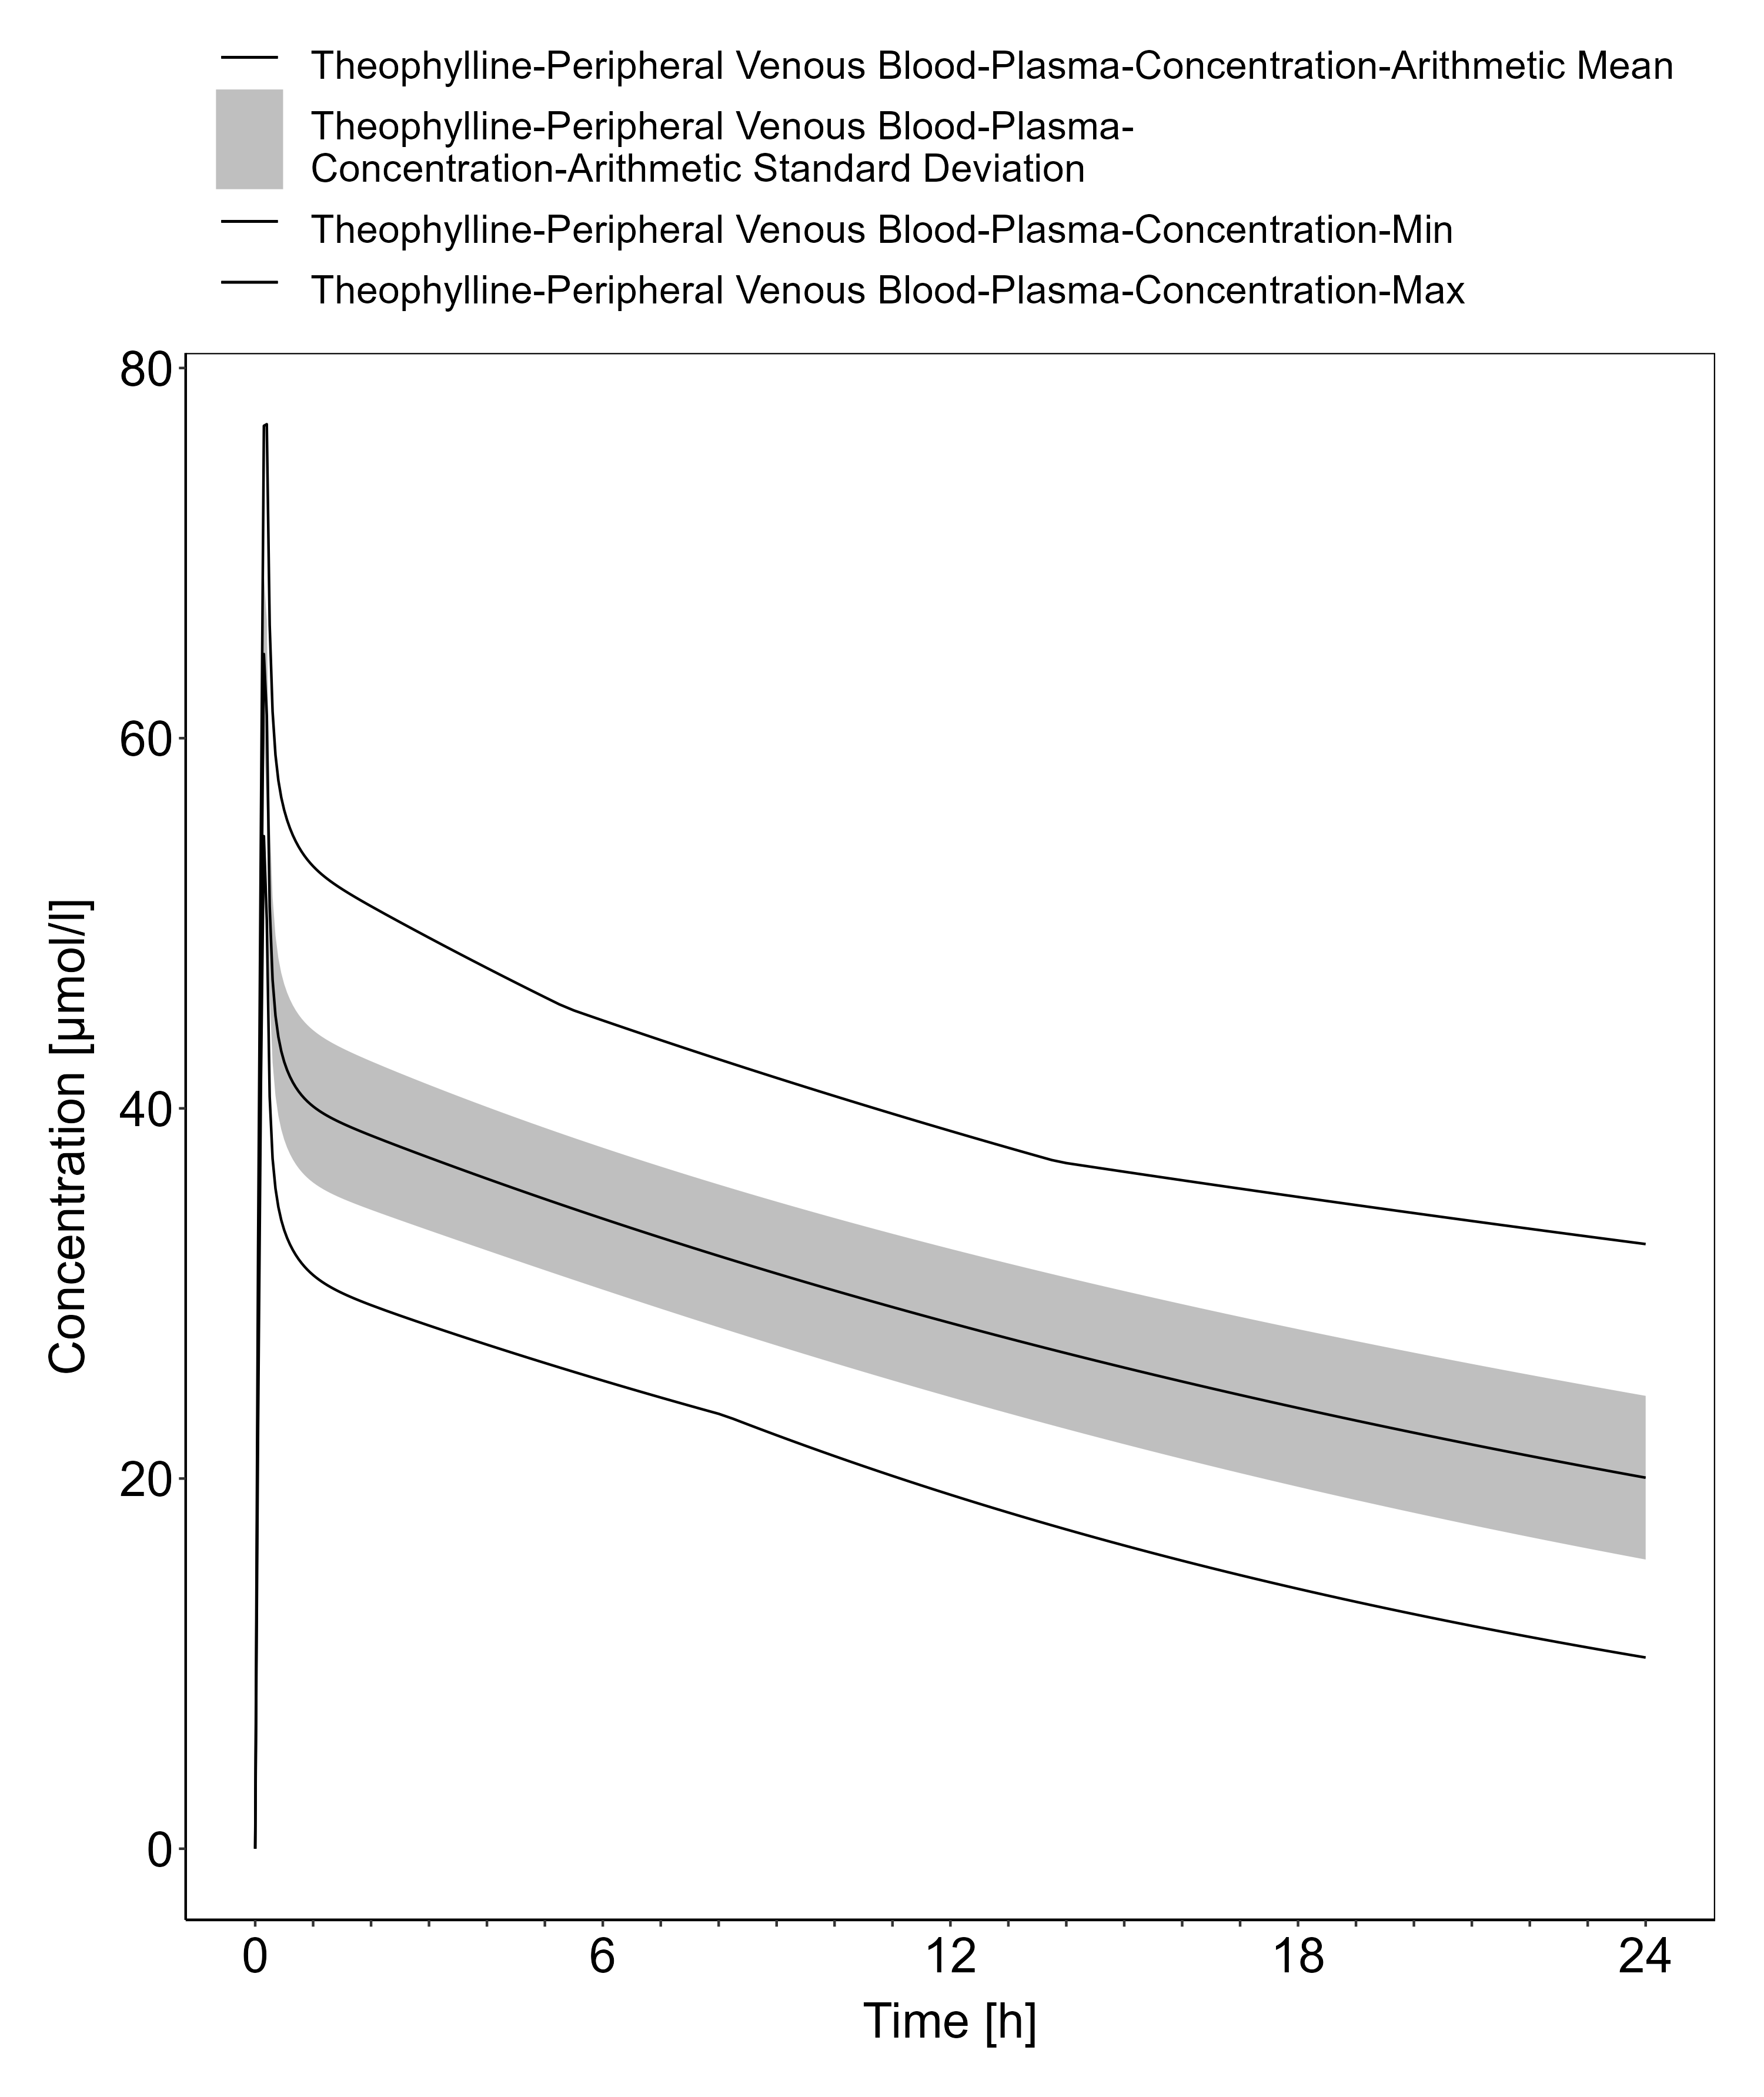 Theophylline-Peripheral Venous Blood-Plasma-Concentration-Arithmetic Mean
Theophylline-Peripheral Venous Blood-Plasma-
Concentration-Arithmetic Standard Deviation
Theophylline-Peripheral Venous Blood-Plasma-Concentration-Min
Theophylline-Peripheral Venous Blood-Plasma-Concentration-Max
80
60
40
20
0
Concentration [µmol/l]
0 6 12 18 24
Time [h]